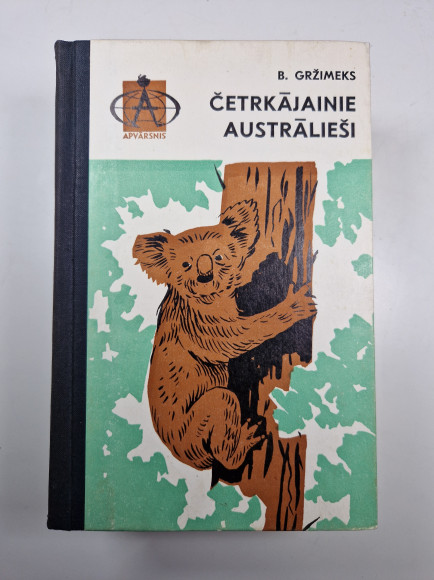 B. GRŽIMEKS
ČETRKĀJAINIE
AUSTRĀLIEŠI
APVĀRSNIS